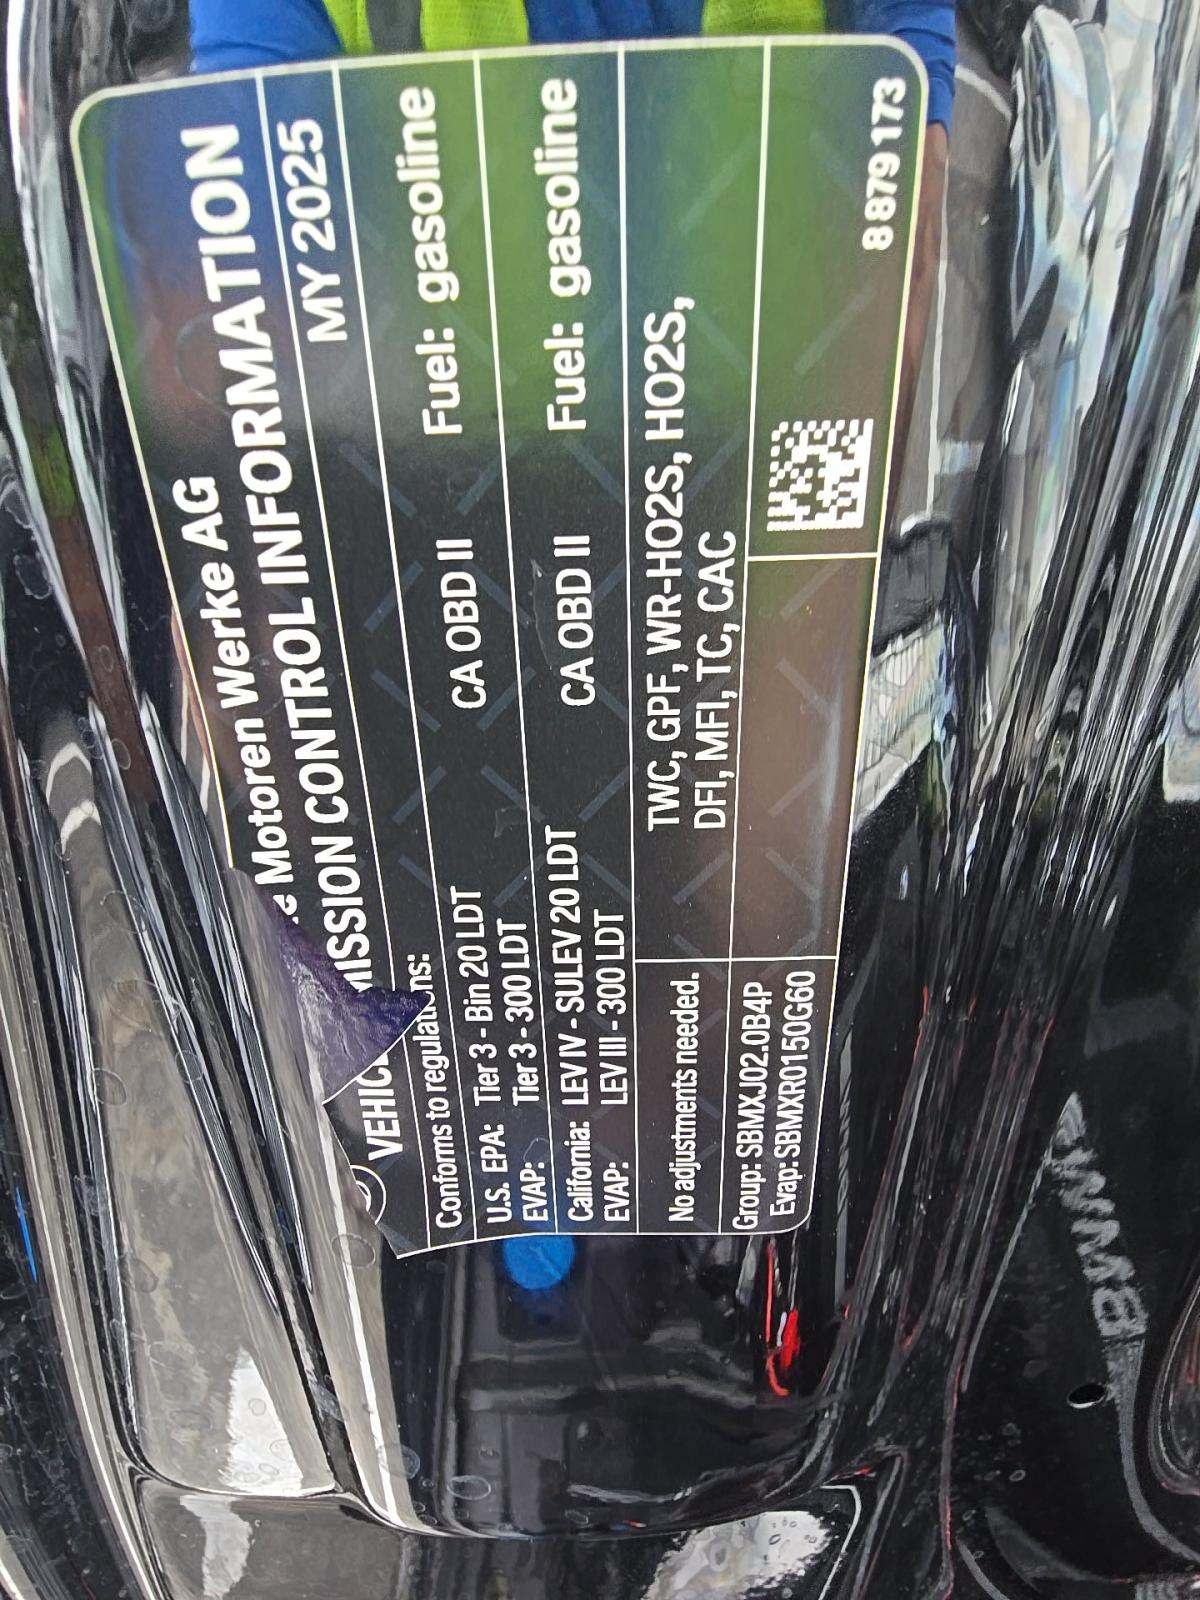 e Motoren Werke AG
VEHIC MISSION CONTROL INFORMATION
MY 2025
Conforms to regulations:
U.S. EPA: Tier 3 - Bin 20 LDT CA OBD II Fuel: gasoline
EVAP: Tier 3 - 300 LDT
California: LEV IV - SULEV 20 LDT CA OBD II Fuel: gasoline
EVAP: LEV III - 300 LDT
No adjustments needed.
TWC, GPF, WR-HO2S, HO2S, HO2S,
DFI, MFI, TC, CAC
Group: SBMXJ02.0B4P
Evap: SBMXR0150G60
8 879 173
BMW